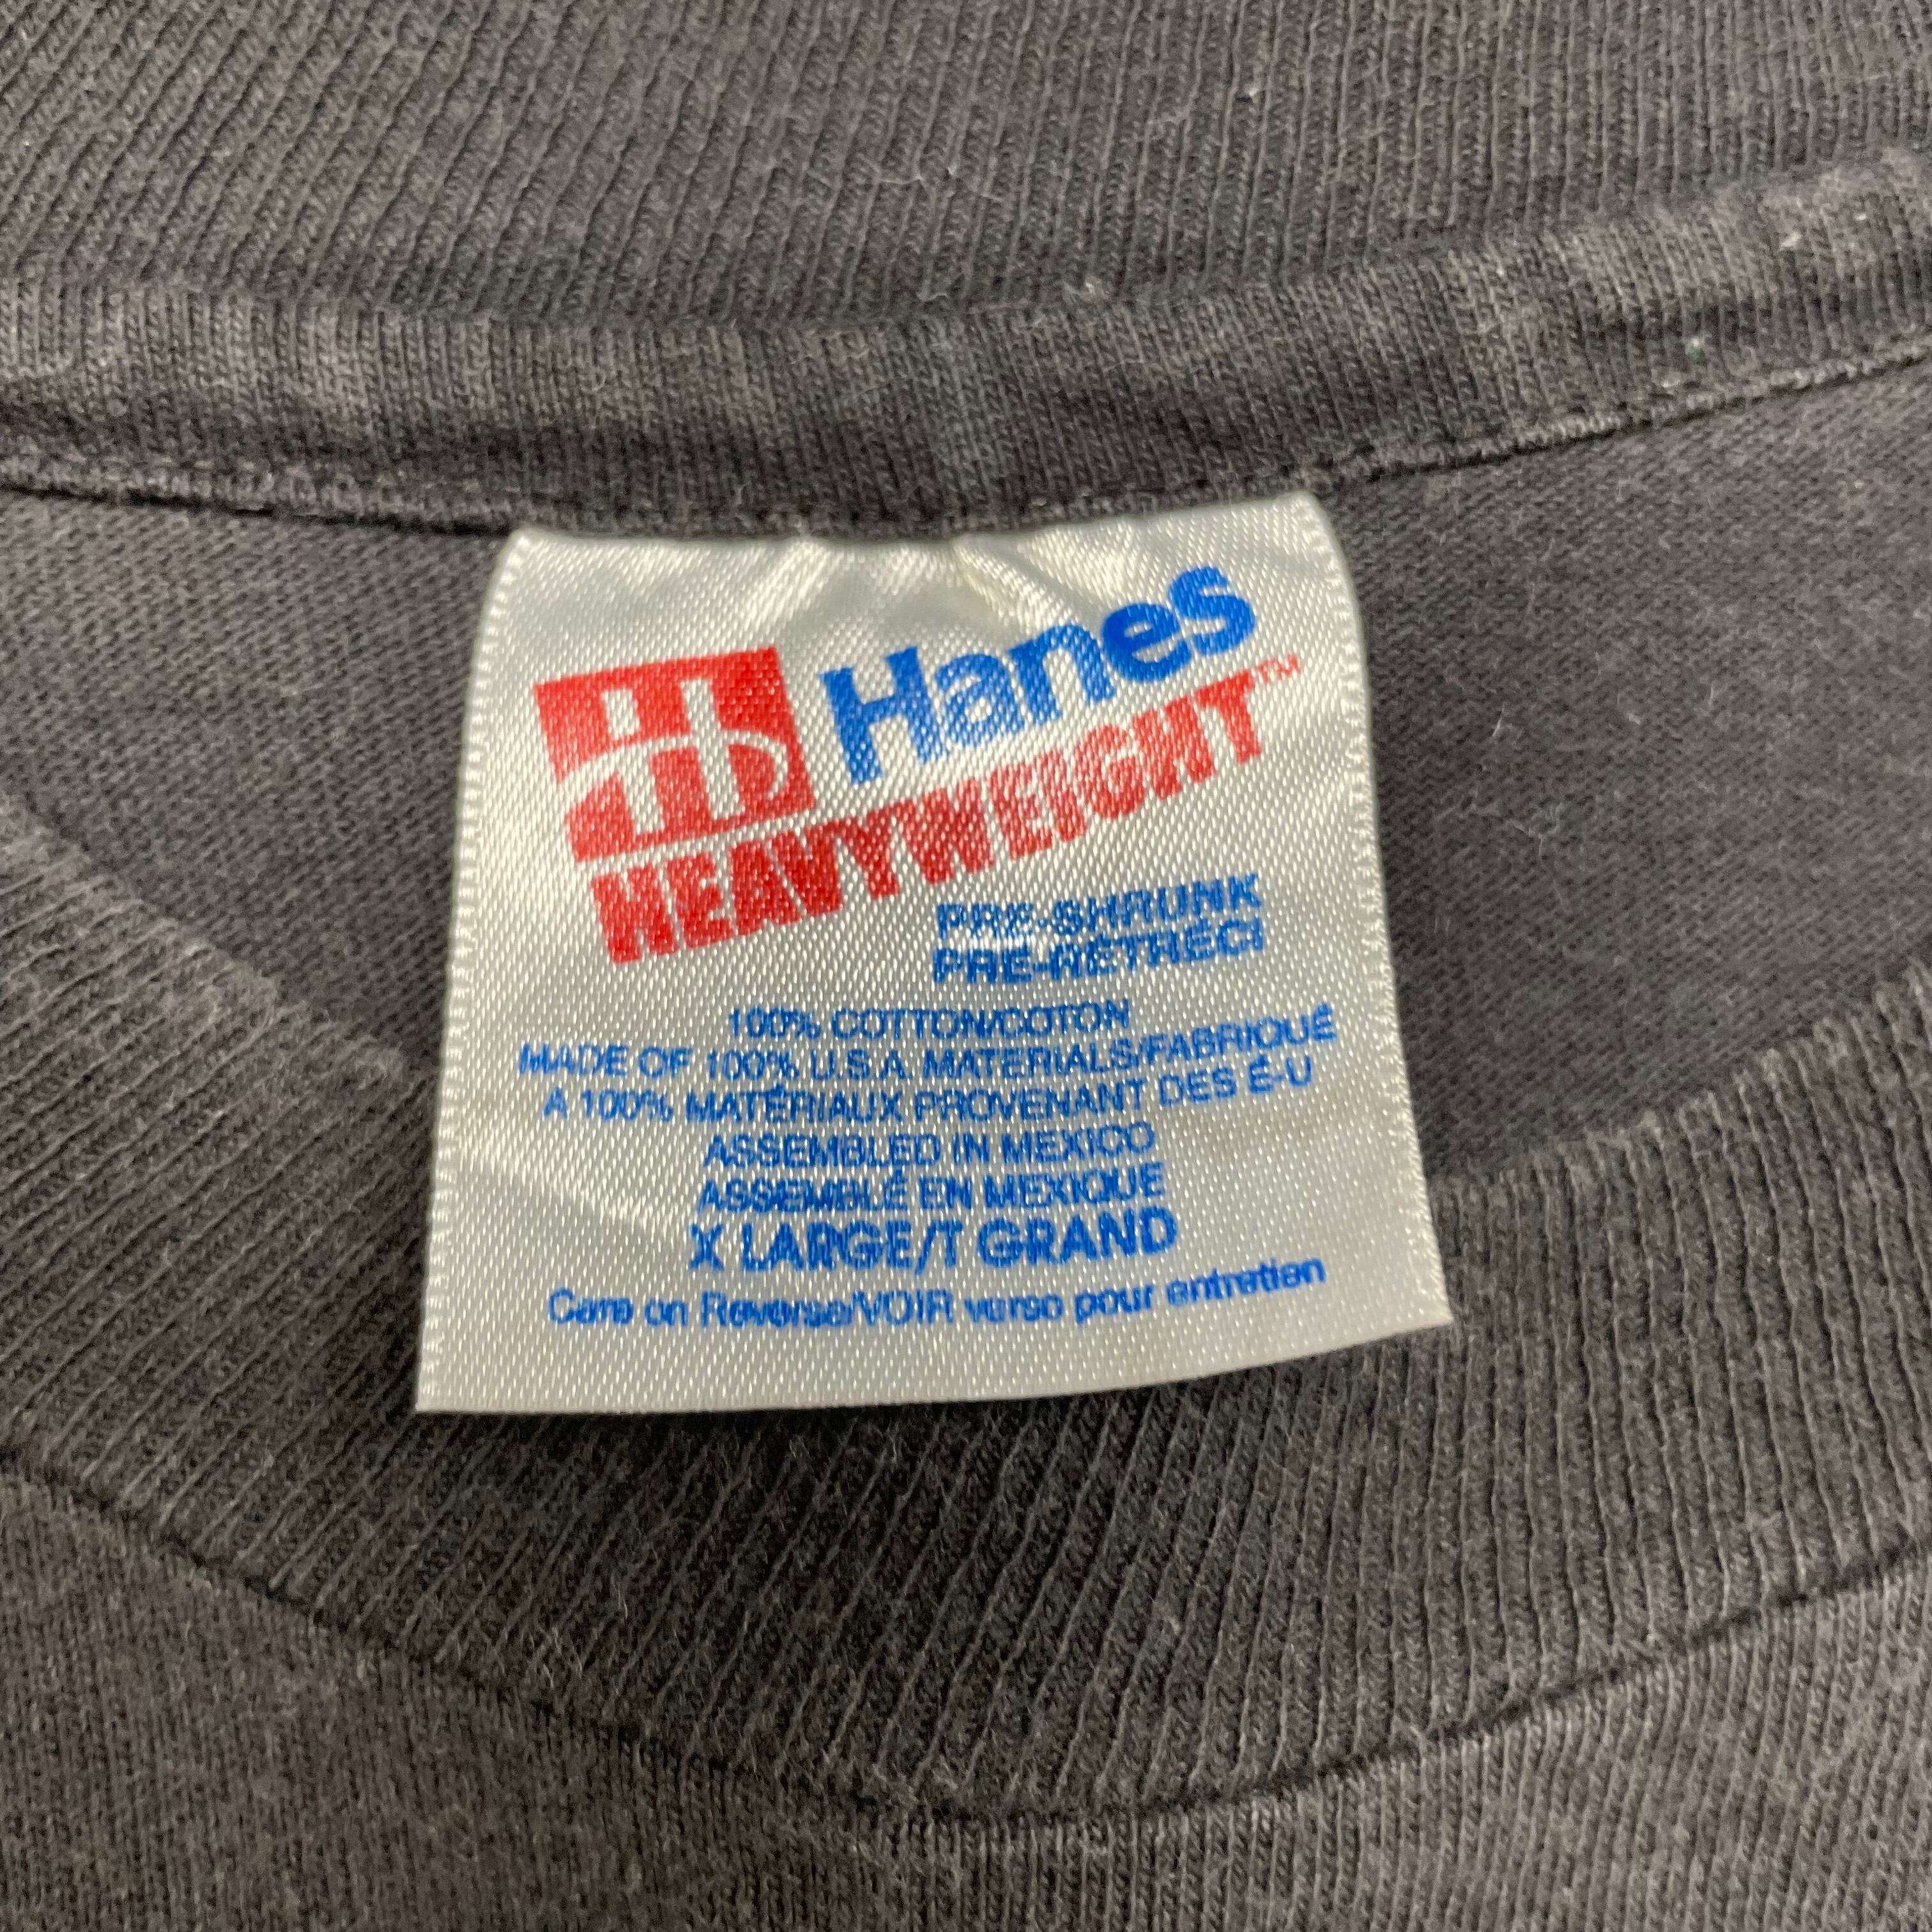 Hanes
HEAVYWEIGHT™
PRE-SHRUNK
PRE-RÉTRÉCI
100% COTTON/COTON
MADE OF 100% U.S.A. MATERIALS/FABRIQUÉ
A 100% MATÉRIAUX PROVENANT DES É-U
ASSEMBLED IN MEXICO
ASSEMBLÉ EN MEXIQUE
X LARGE/T GRAND
Care on Reverse/VOIR verso pour entretien